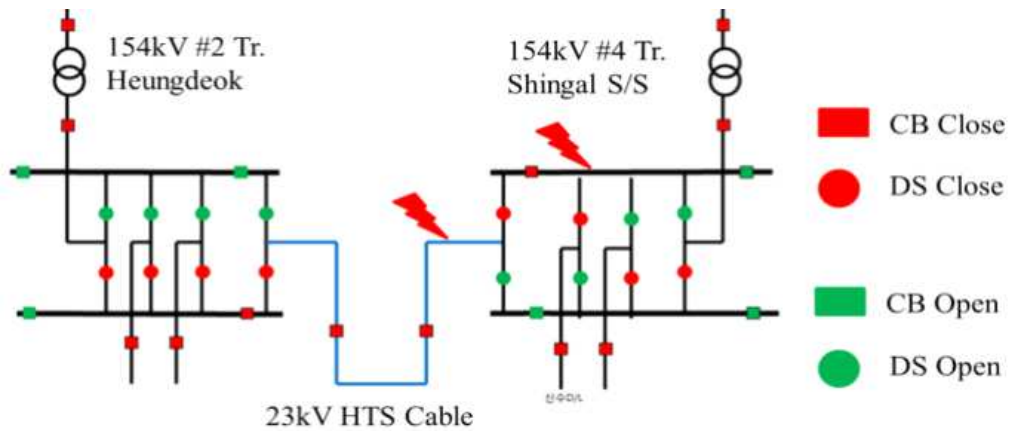 154kV #2 Tr.
Heungdeok
154kV #4 Tr.
Shingal S/S
CB Close
DS Close
CB Open
DS Open
23kV HTS Cable